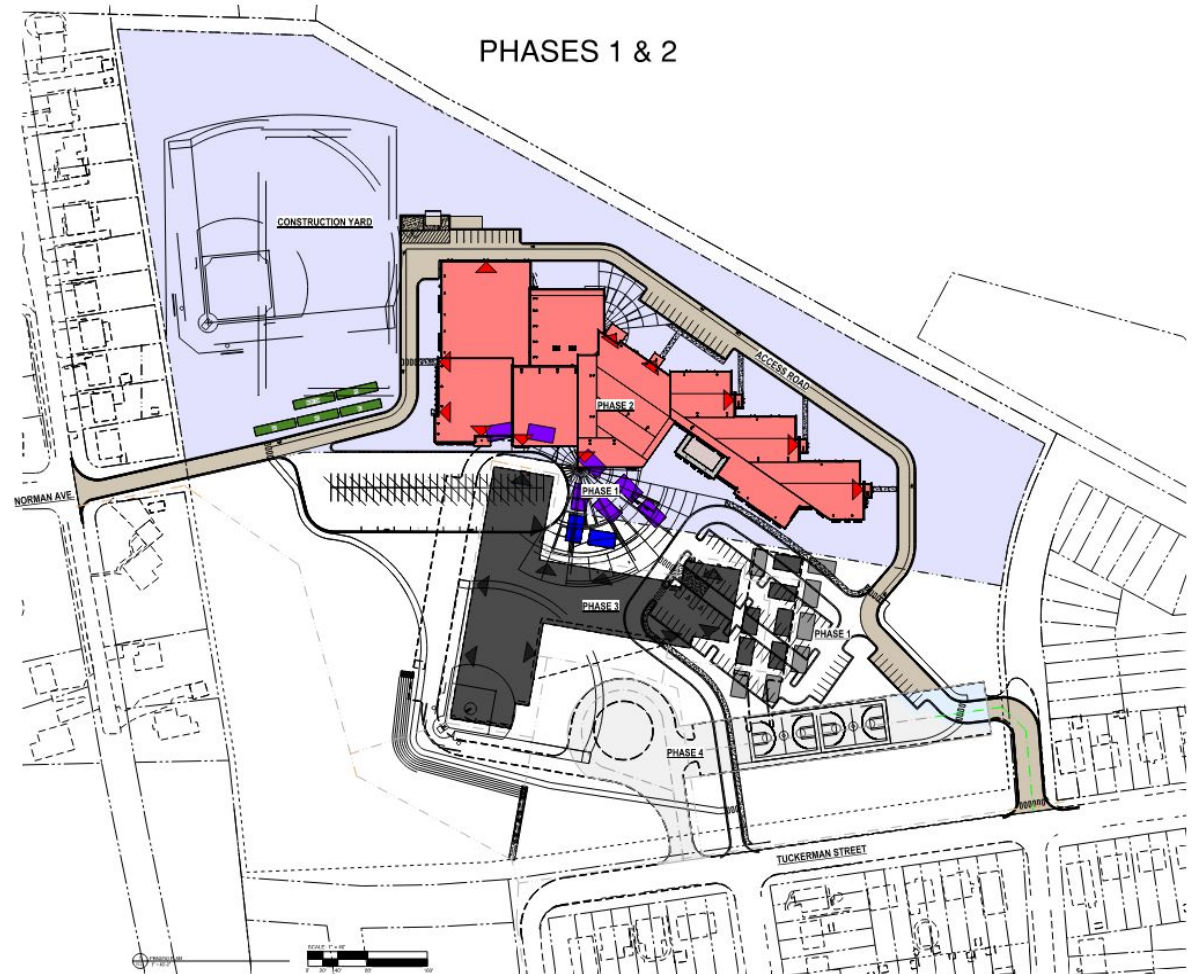 PHASES 1 & 2
CONSTRUCTION YARD
ACCESS ROAD
PHASE 2
NORMAN AVE.
PHASE 1
PHASE 3
PHASE 1
PHASE 4
TUCKERMAN STREET